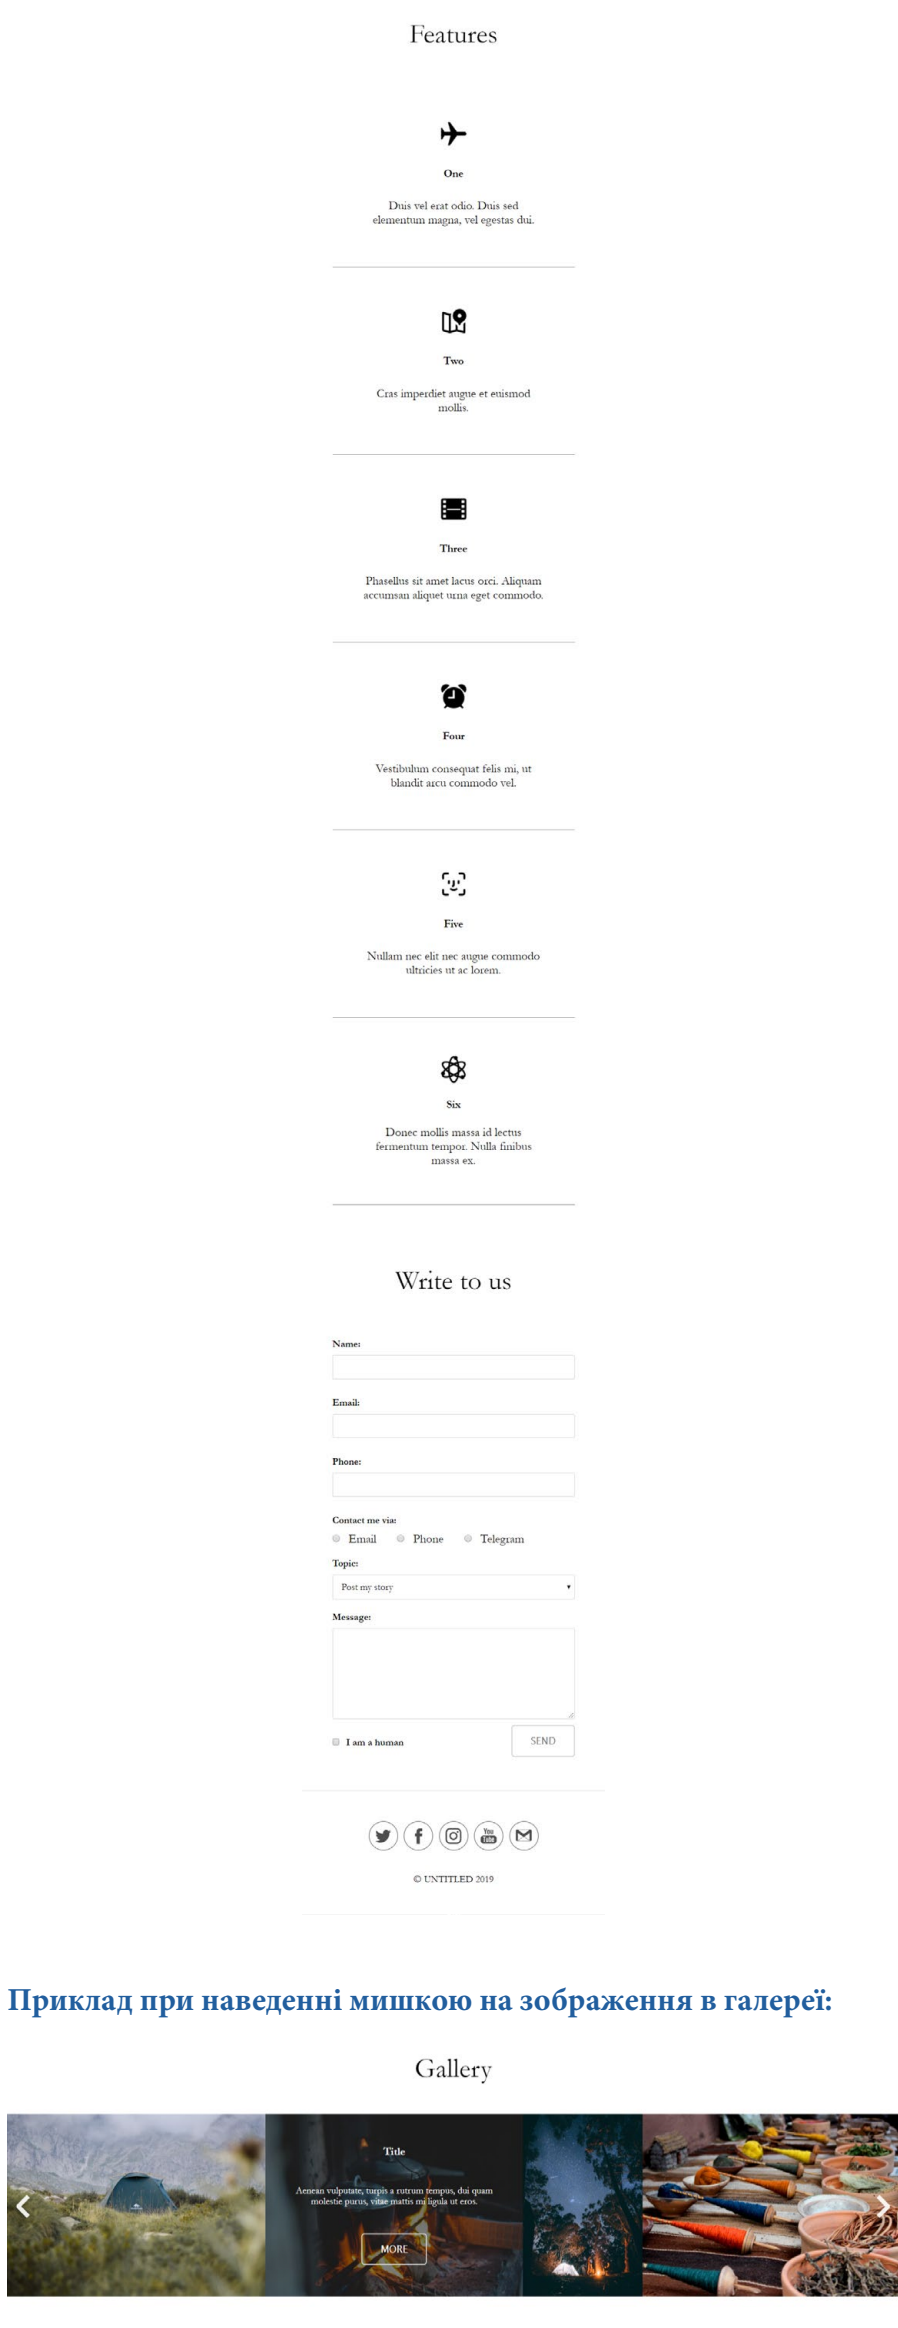 Features
One
Duis vel erat odio. Duis sed
elementum magna, vel egestas dui.
Two
Cras imperdiet augue et euismod
mollis.
Three
Phasellus sit amet lacus orci. Aliquam
accumsan aliquet urna eget commodo.
Four
Vestibulum consequat felis mi, ut
blandit arcu commodo vel.
Five
Nullam nec elit nec augue commodo
ultricies ut ac lorem.
Six
Donec mollis massa id lectus
fermentum tempor. Nulla finibus
massa ex.
Write to us
Name:
Email:
Phone:
Contact me via:
Email Phone Telegram
Topic:
Post my story
Message:
I am a human SEND
You
Tube
© UNTITLED 2019
Приклад при наведенні мишкою на зображення в галереї:
Gallery
Title
Aenean vulputate, turpis a rutrum tempus, dui quam
molestie purus, vitae mattis mi ligula ut eros.
MORE